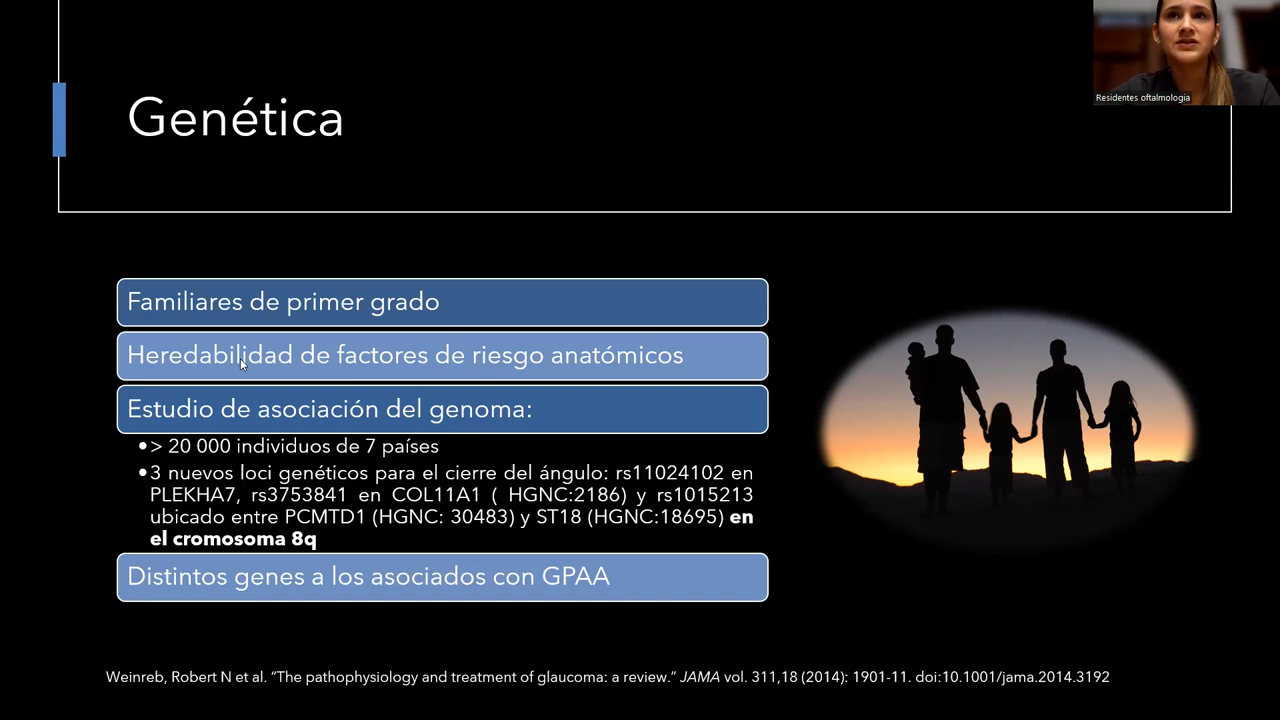 Residentes oftalmología
Genética
Familiares de primer grado
Heredabilidad de factores de riesgo anatómicos
Estudio de asociación del genoma:
•> 20 000 individuos de 7 países
•3 nuevos loci genéticos para el cierre del ángulo: rs11024102 en
PLEKHA7, rs3753841 en COL11A1 ( HGNC:2186) y rs1015213
ubicado entre PCMTD1 (HGNC: 30483) y ST18 (HGNC:18695) en
el cromosoma 8q
Distintos genes a los asociados con GPAA
Weinreb, Robert N et al. “The pathophysiology and treatment of glaucoma: a review.” JAMA vol. 311,18 (2014): 1901-11. doi:10.1001/jama.2014.3192